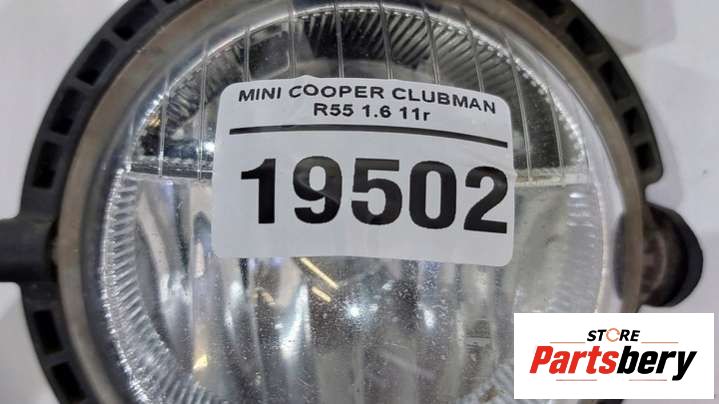 MINI COOPER CLUBMAN
R55 1.6 11r
19502
STORE
Partsbery